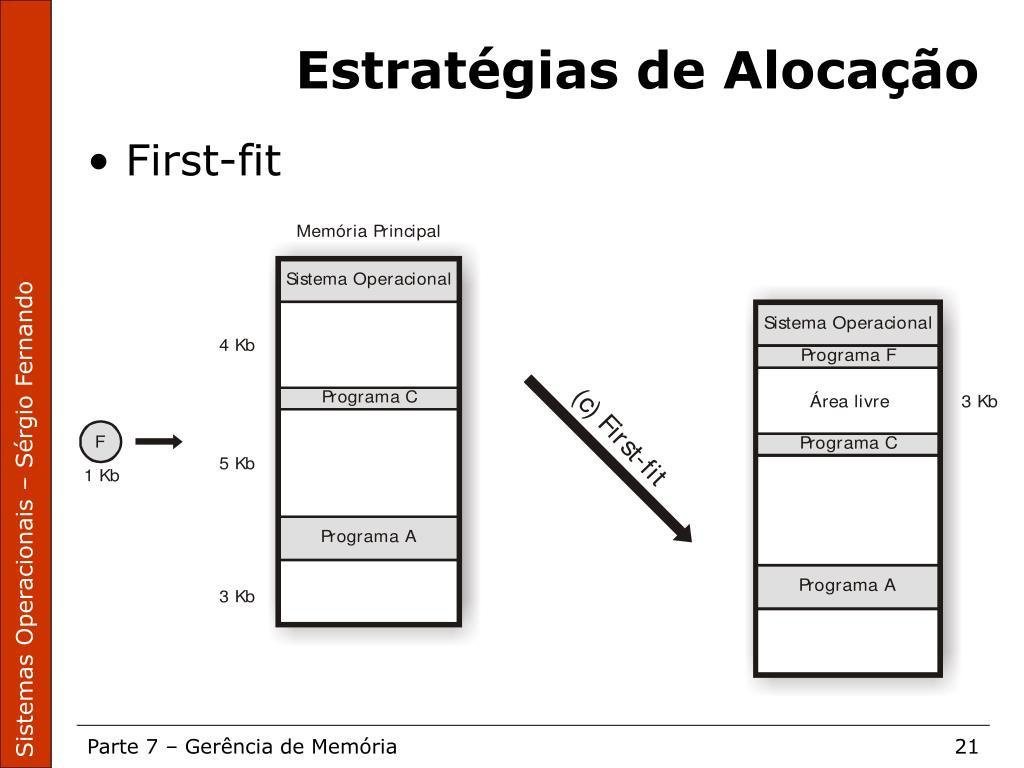 Estratégias de Alocação
• First-fit
Memória Principal
Sistema Operacional
4 Kb
Programa C
F
1 Kb
5 Kb
Programa A
3 Kb
(c) First-fit
Sistema Operacional
Programa F
Área livre
3 Kb
Programa C
Programa A
Sistemas Operacionais – Sérgio Fernando
Parte 7 – Gerência de Memória
21